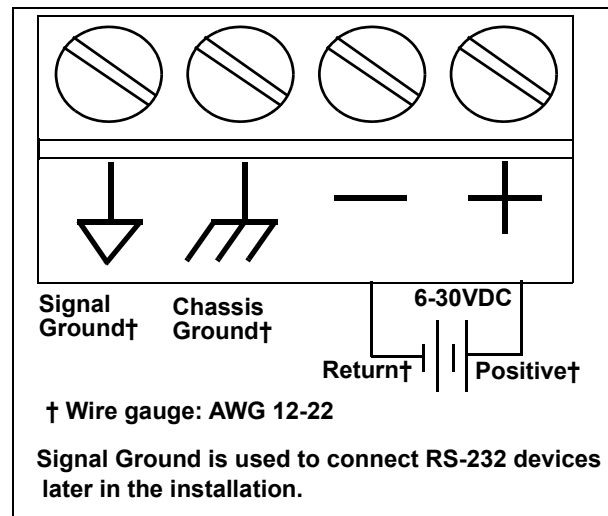 Signal
Ground†
Chassis
Ground†
6-30VDC
Return†
Positive†
† Wire gauge: AWG 12-22
Signal Ground is used to connect RS-232 devices
later in the installation.